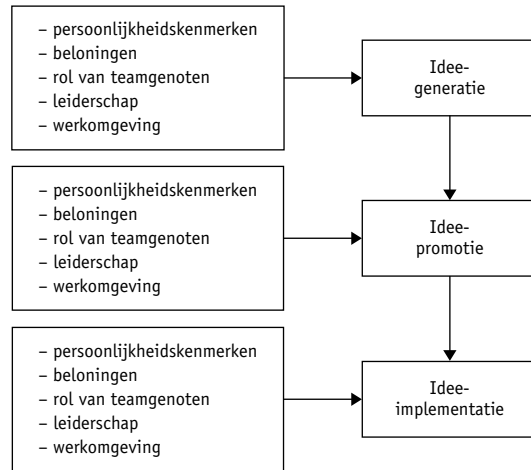 – persoonlijkheidskenmerken
– beloningen
– rol van teamgenoten
– leiderschap
– werkomgeving
Idee-
generatie
– persoonlijkheidskenmerken
– beloningen
– rol van teamgenoten
– leiderschap
– werkomgeving
Idee-
promotie
– persoonlijkheidskenmerken
– beloningen
– rol van teamgenoten
– leiderschap
– werkomgeving
Idee-
implementatie